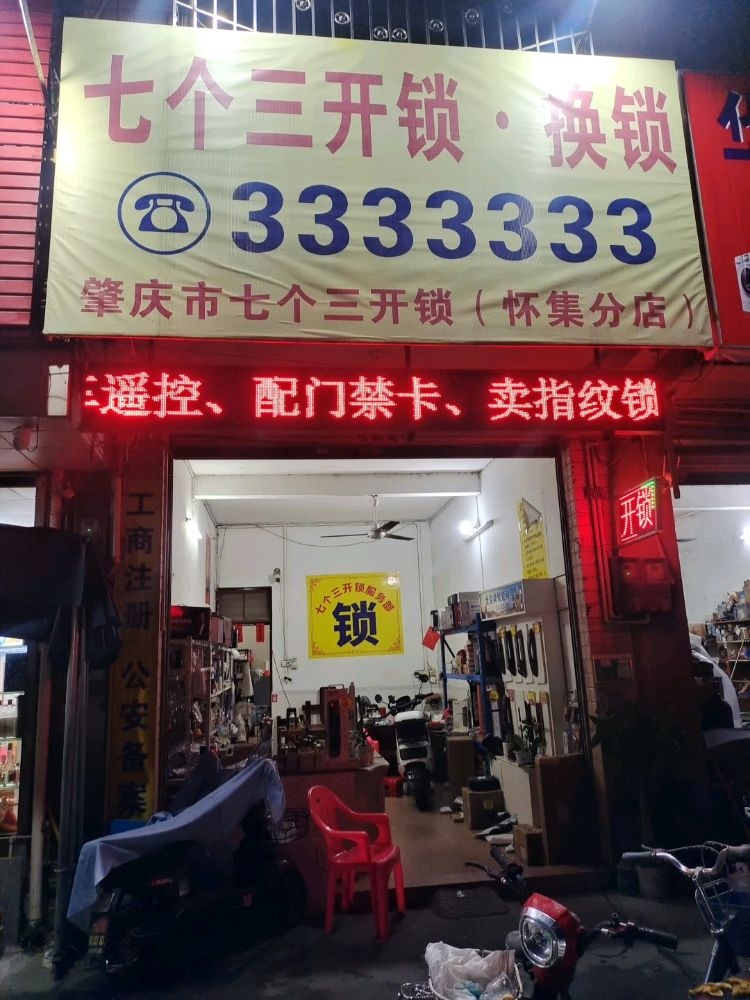 七个三开锁·换锁
3333333
肇庆市七个三开锁（怀集分店）
遥控、配门禁卡、卖指纹锁
开锁
工商注册 公安备案
七个三开锁服务部
锁